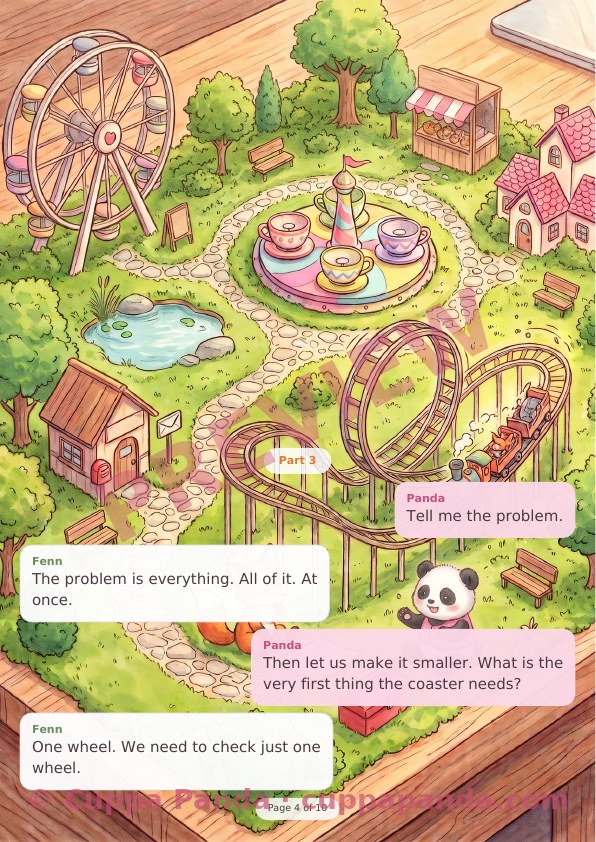 PREVIEW
Part 3
Panda
Tell me the problem.
Fenn
The problem is everything. All of it. At
once.
Panda
Then let us make it smaller. What is the
very first thing the coaster needs?
Fenn
One wheel. We need to check just one
wheel.
© Cuppa Panda · cuppapanda.com
Page 4 of 10